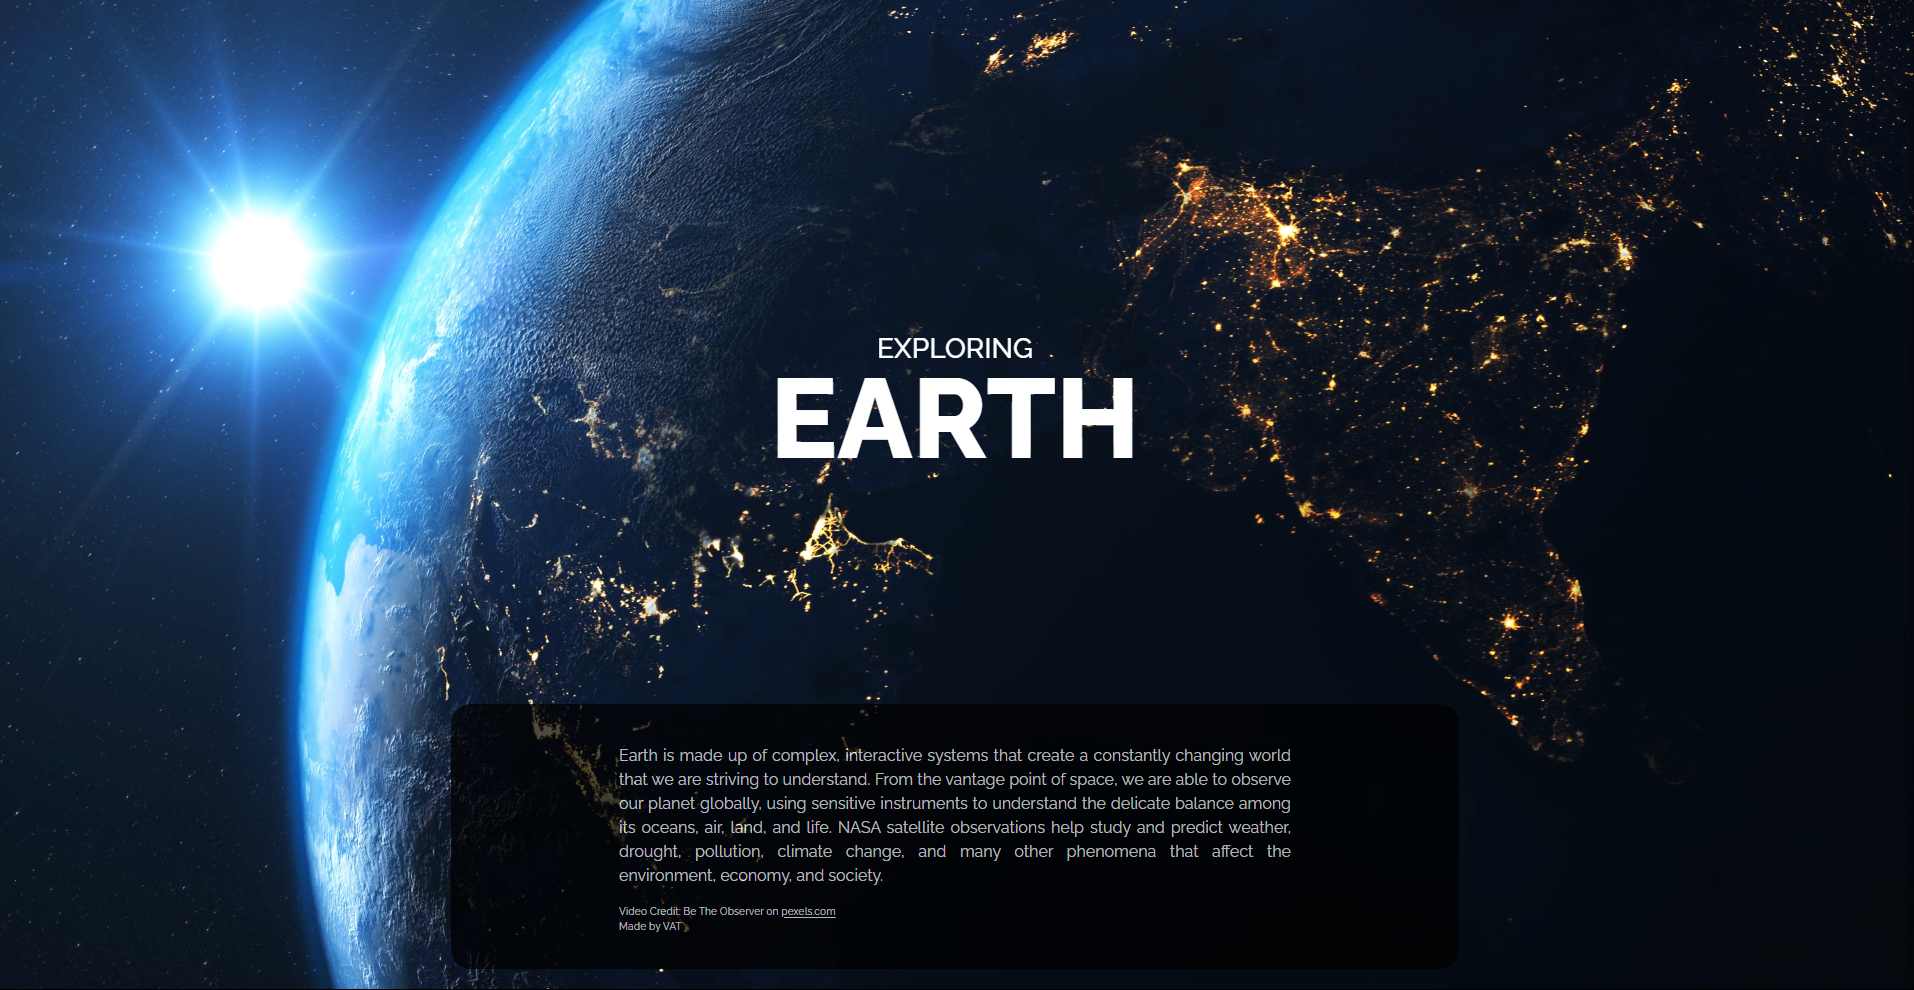 EXPLORING
EARTH
Earth is made up of complex, interactive systems that create a constantly changing world
that we are striving to understand. From the vantage point of space, we are able to observe
our planet globally, using sensitive instruments to understand the delicate balance among
its oceans, air, land, and life. NASA satellite observations help study and predict weather,
drought, pollution, climate change, and many other phenomena that affect the
environment, economy, and society.
Video Credit: Be The Observer on pexels.com
Made by VAT